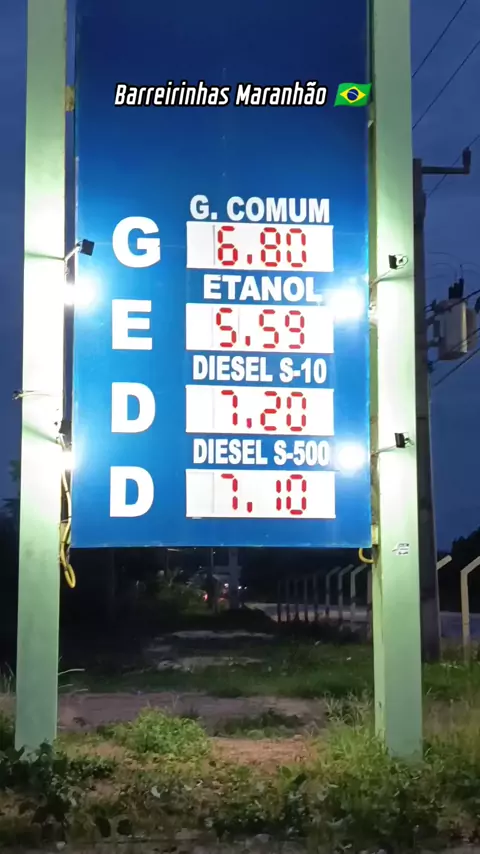 Barreirinhas Maranhão 🇧🇷
G. COMUM
G 6.80
ETANOL
E 5.59
DIESEL S-10
D 7.20
DIESEL S-500
D 7.10